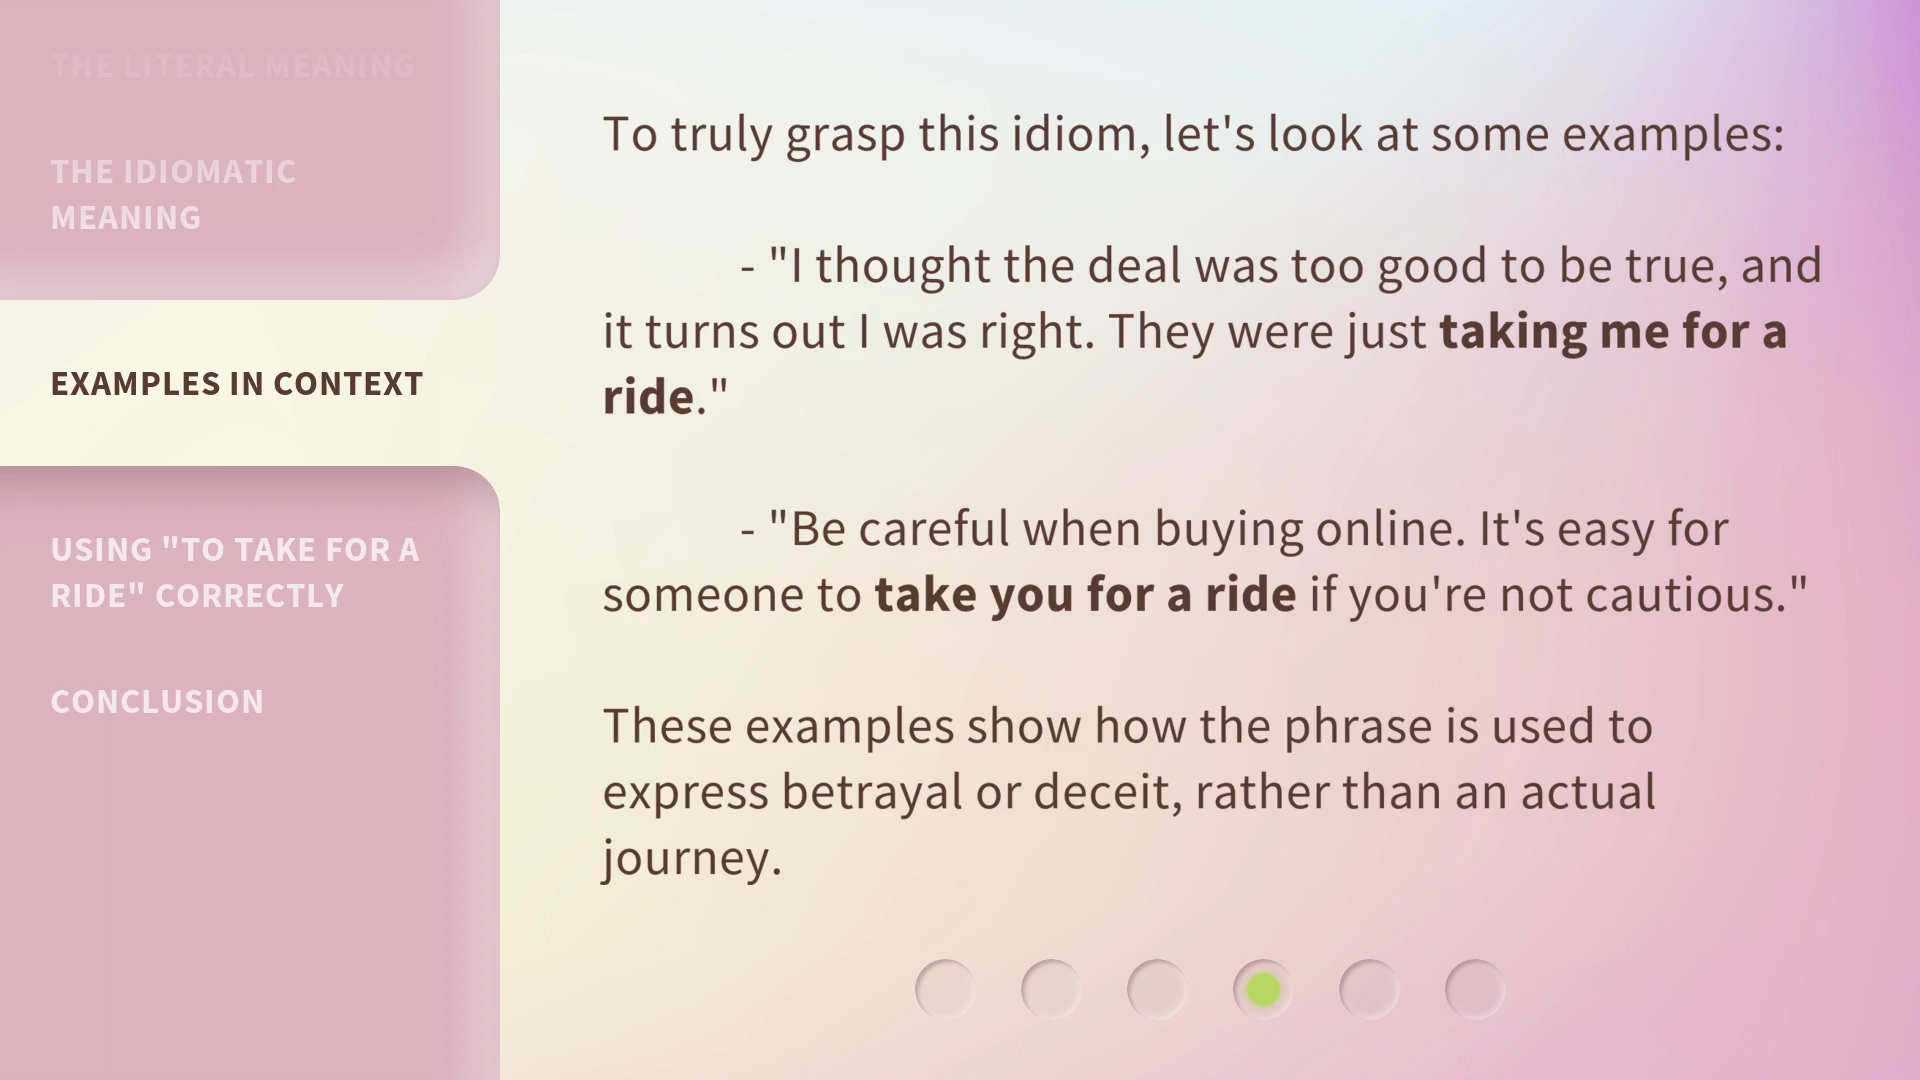 THE LITERAL MEANING
THE IDIOMATIC
MEANING
EXAMPLES IN CONTEXT
USING "TO TAKE FOR A
RIDE" CORRECTLY
CONCLUSION
To truly grasp this idiom, let's look at some examples:
- "I thought the deal was too good to be true, and
it turns out I was right. They were just taking me for a
ride."
- "Be careful when buying online. It's easy for
someone to take you for a ride if you're not cautious."
These examples show how the phrase is used to
express betrayal or deceit, rather than an actual
journey.